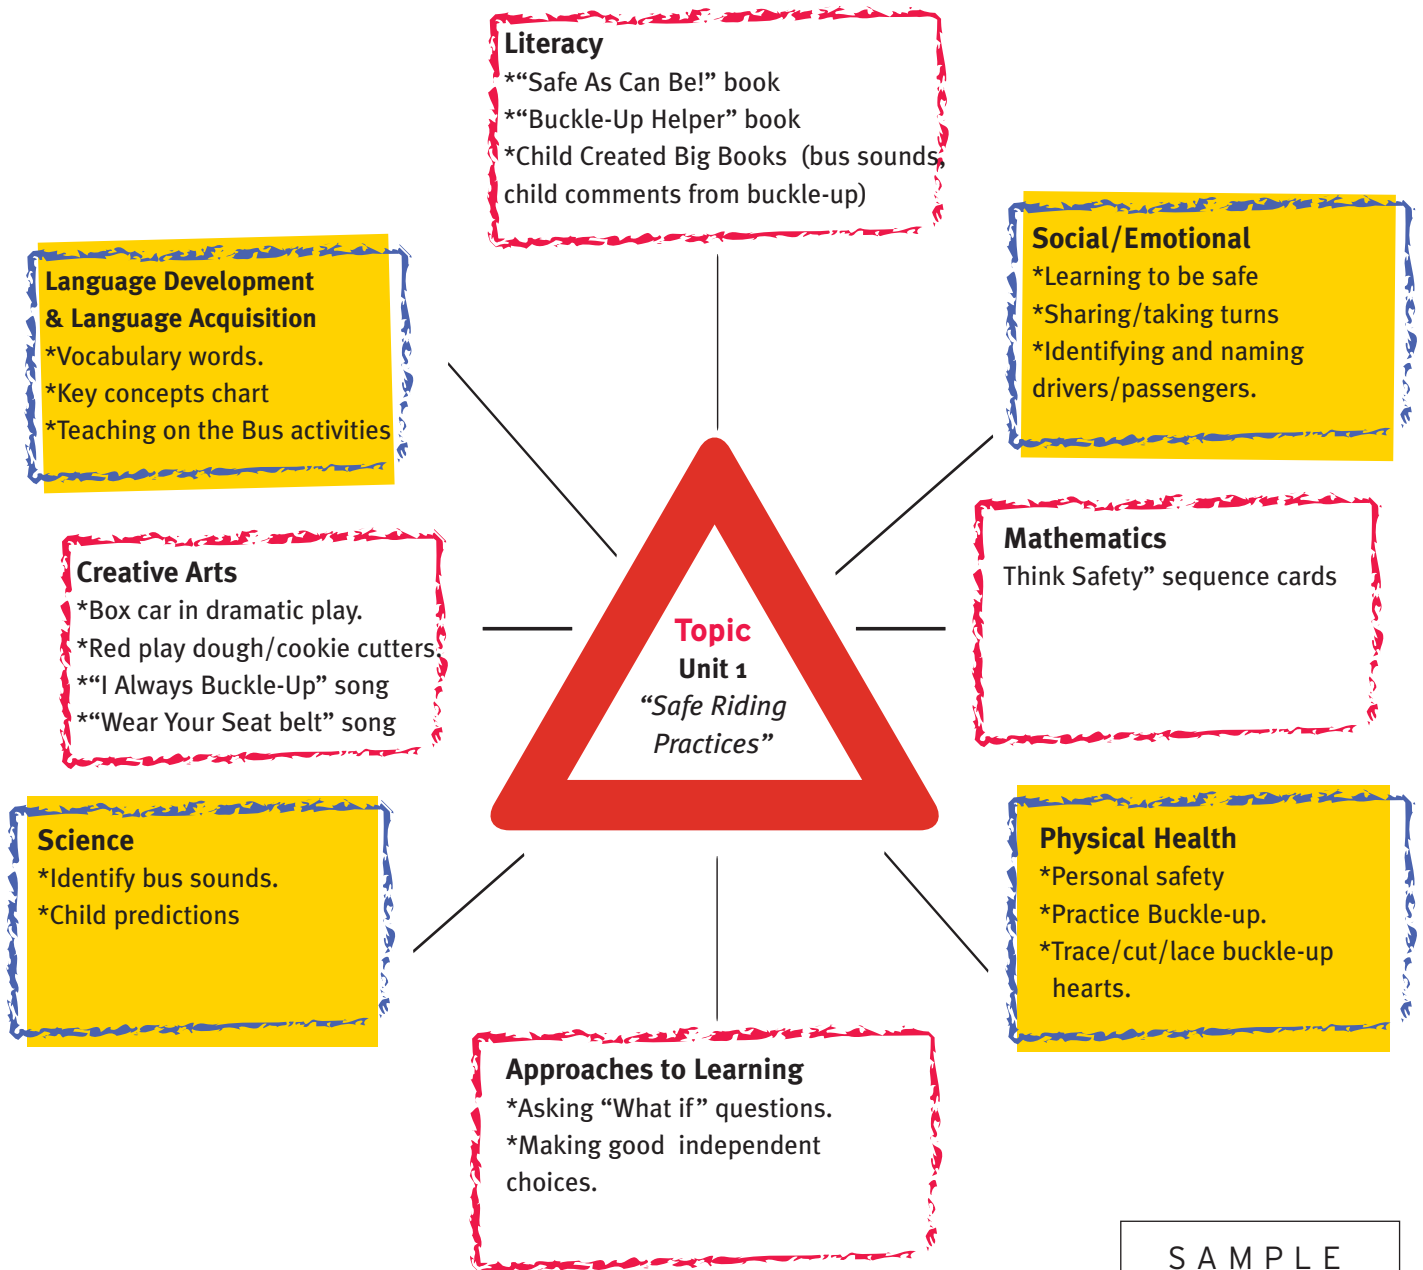 Literacy
*“Safe As Can Be!” book
*“Buckle-Up Helper” book
*Child Created Big Books  (bus sounds,
child comments from buckle-up)
Language Development
& Language Acquisition
*Vocabulary words.
*Key concepts chart
*Teaching on the Bus activities
Social/Emotional
*Learning to be safe
*Sharing/taking turns
*Identifying and naming
drivers/passengers.
Creative Arts
*Box car in dramatic play.
*Red play dough/cookie cutters.
*“I Always Buckle-Up” song
*“Wear Your Seat belt” song
Topic
Unit 1
“Safe Riding
Practices”
Mathematics
Think Safety” sequence cards
Science
*Identify bus sounds.
*Child predictions
Physical Health
*Personal safety
*Practice Buckle-up.
*Trace/cut/lace buckle-up
hearts.
Approaches to Learning
*Asking “What if” questions.
*Making good  independent
choices.
SAMPLE